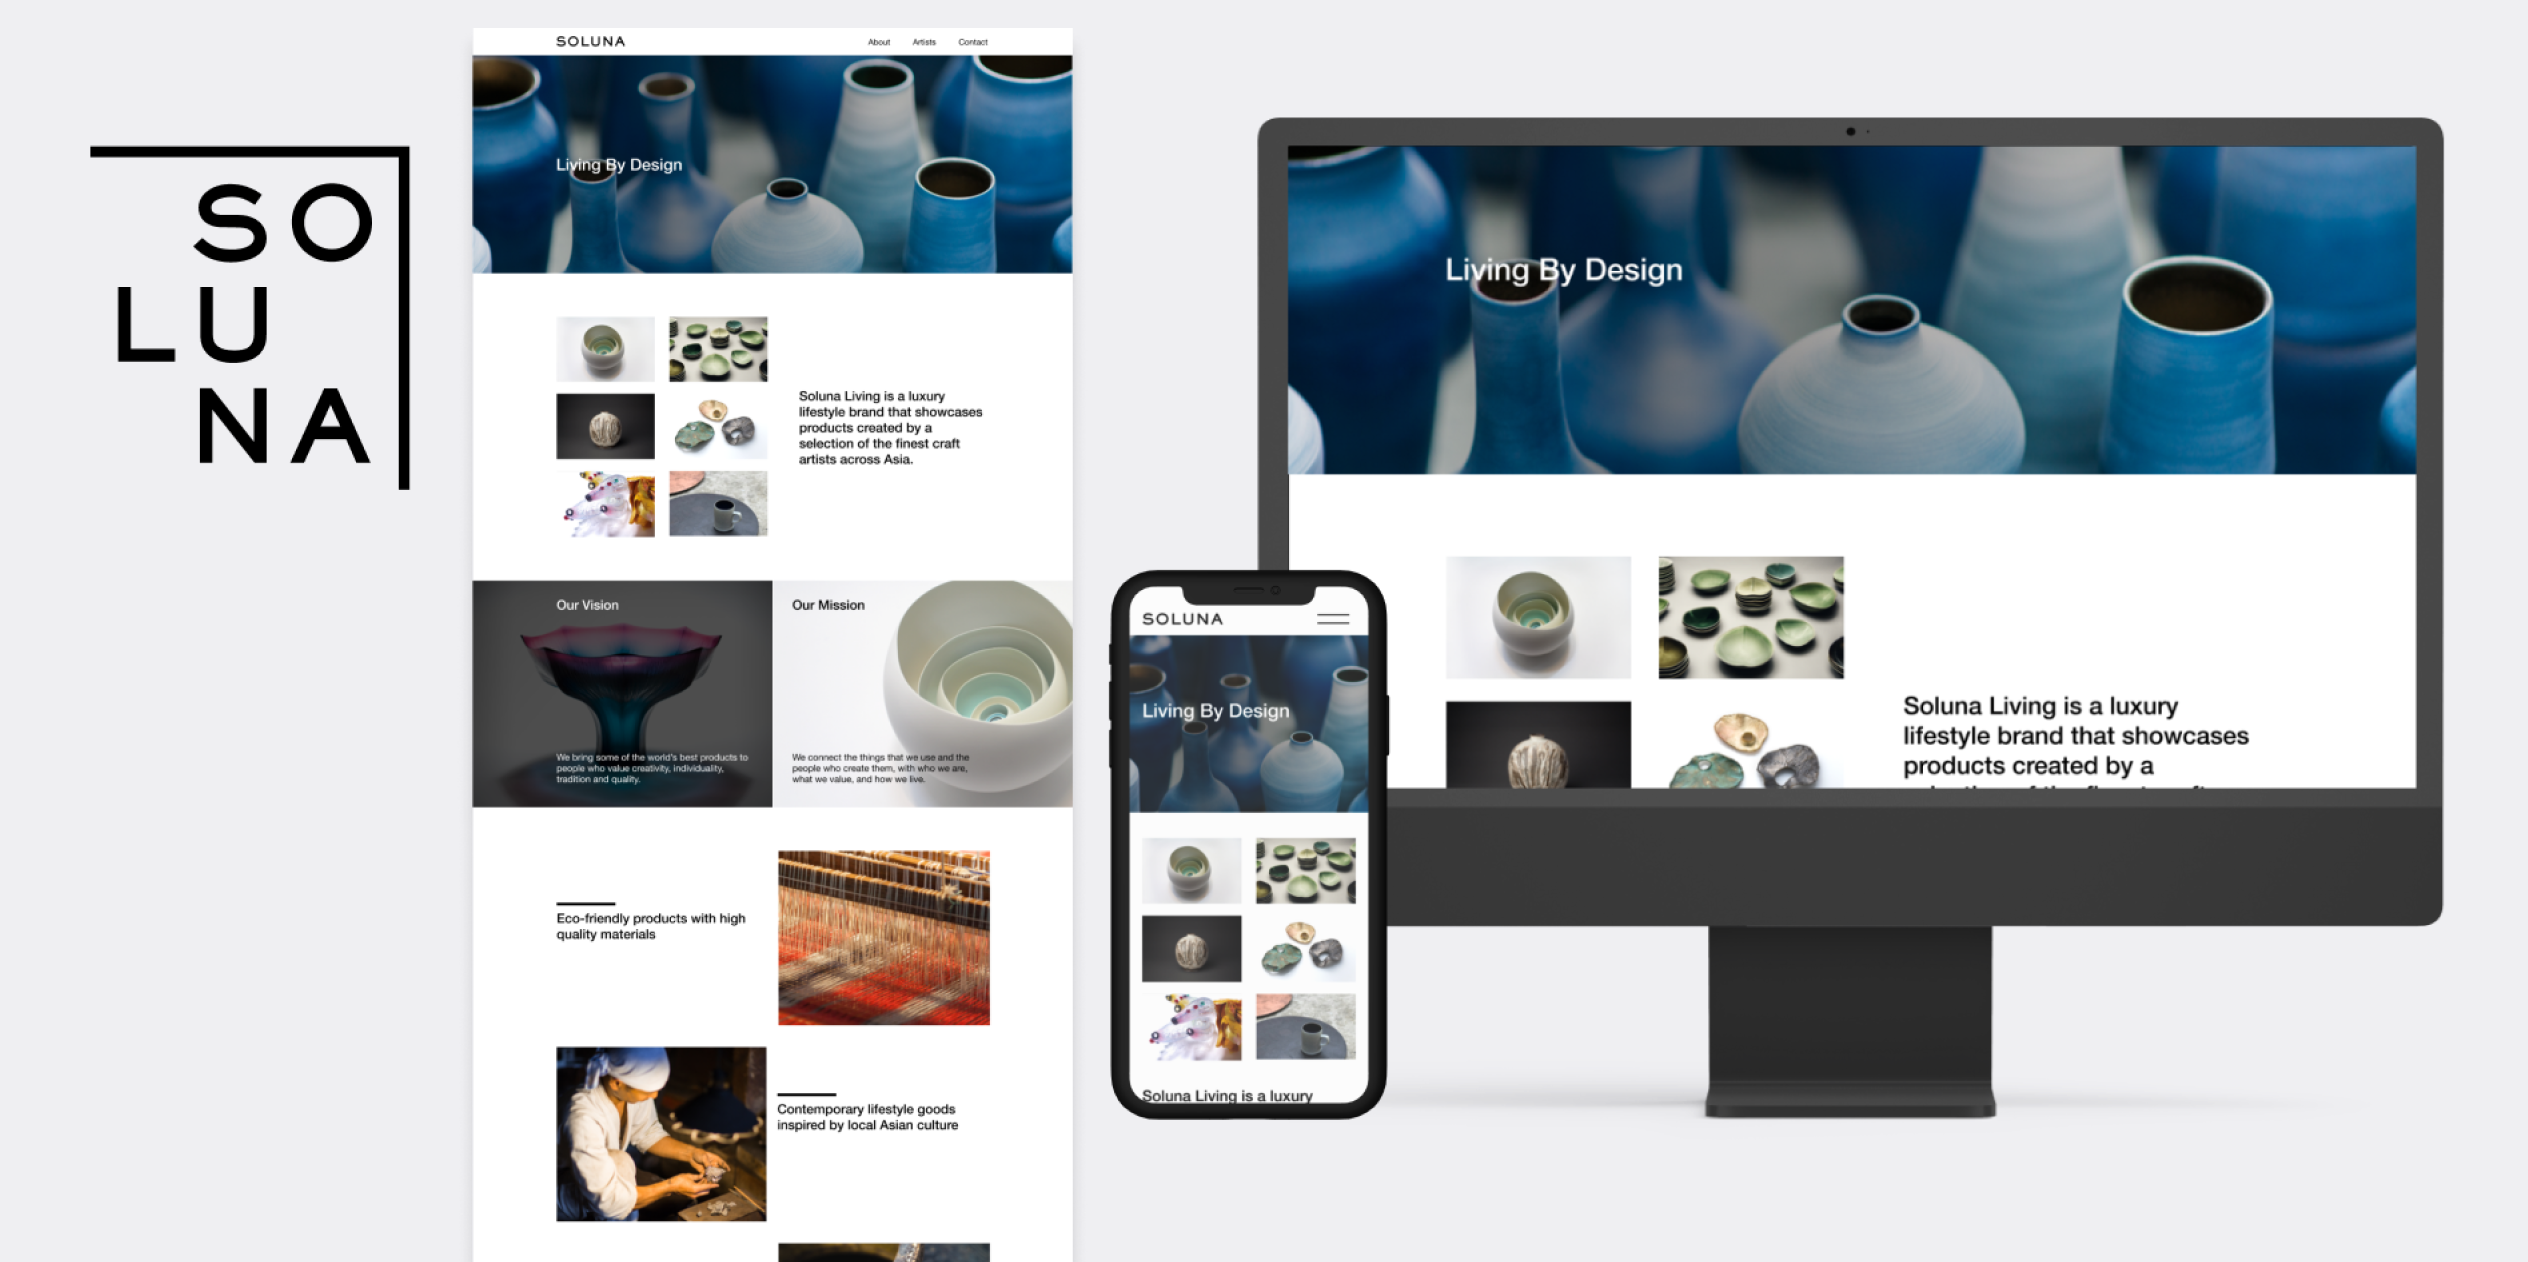 SO
LU
NA
SOLUNA
About Artists Contact
Living By Design
Soluna Living is a luxury
lifestyle brand that showcases
products created by a
selection of the finest craft
artists across Asia.
Our Vision
We bring some of the world's best products to
people who value creativity, individuality,
tradition and quality.
Our Mission
We connect the things that we use and the
people who create them, with who we are,
what we value, and how we live.
Eco-friendly products with high
quality materials
Contemporary lifestyle goods
inspired by local Asian culture
SOLUNA
Living By Design
Soluna Living is a luxury
Living By Design
Soluna Living is a luxury
lifestyle brand that showcases
products created by a